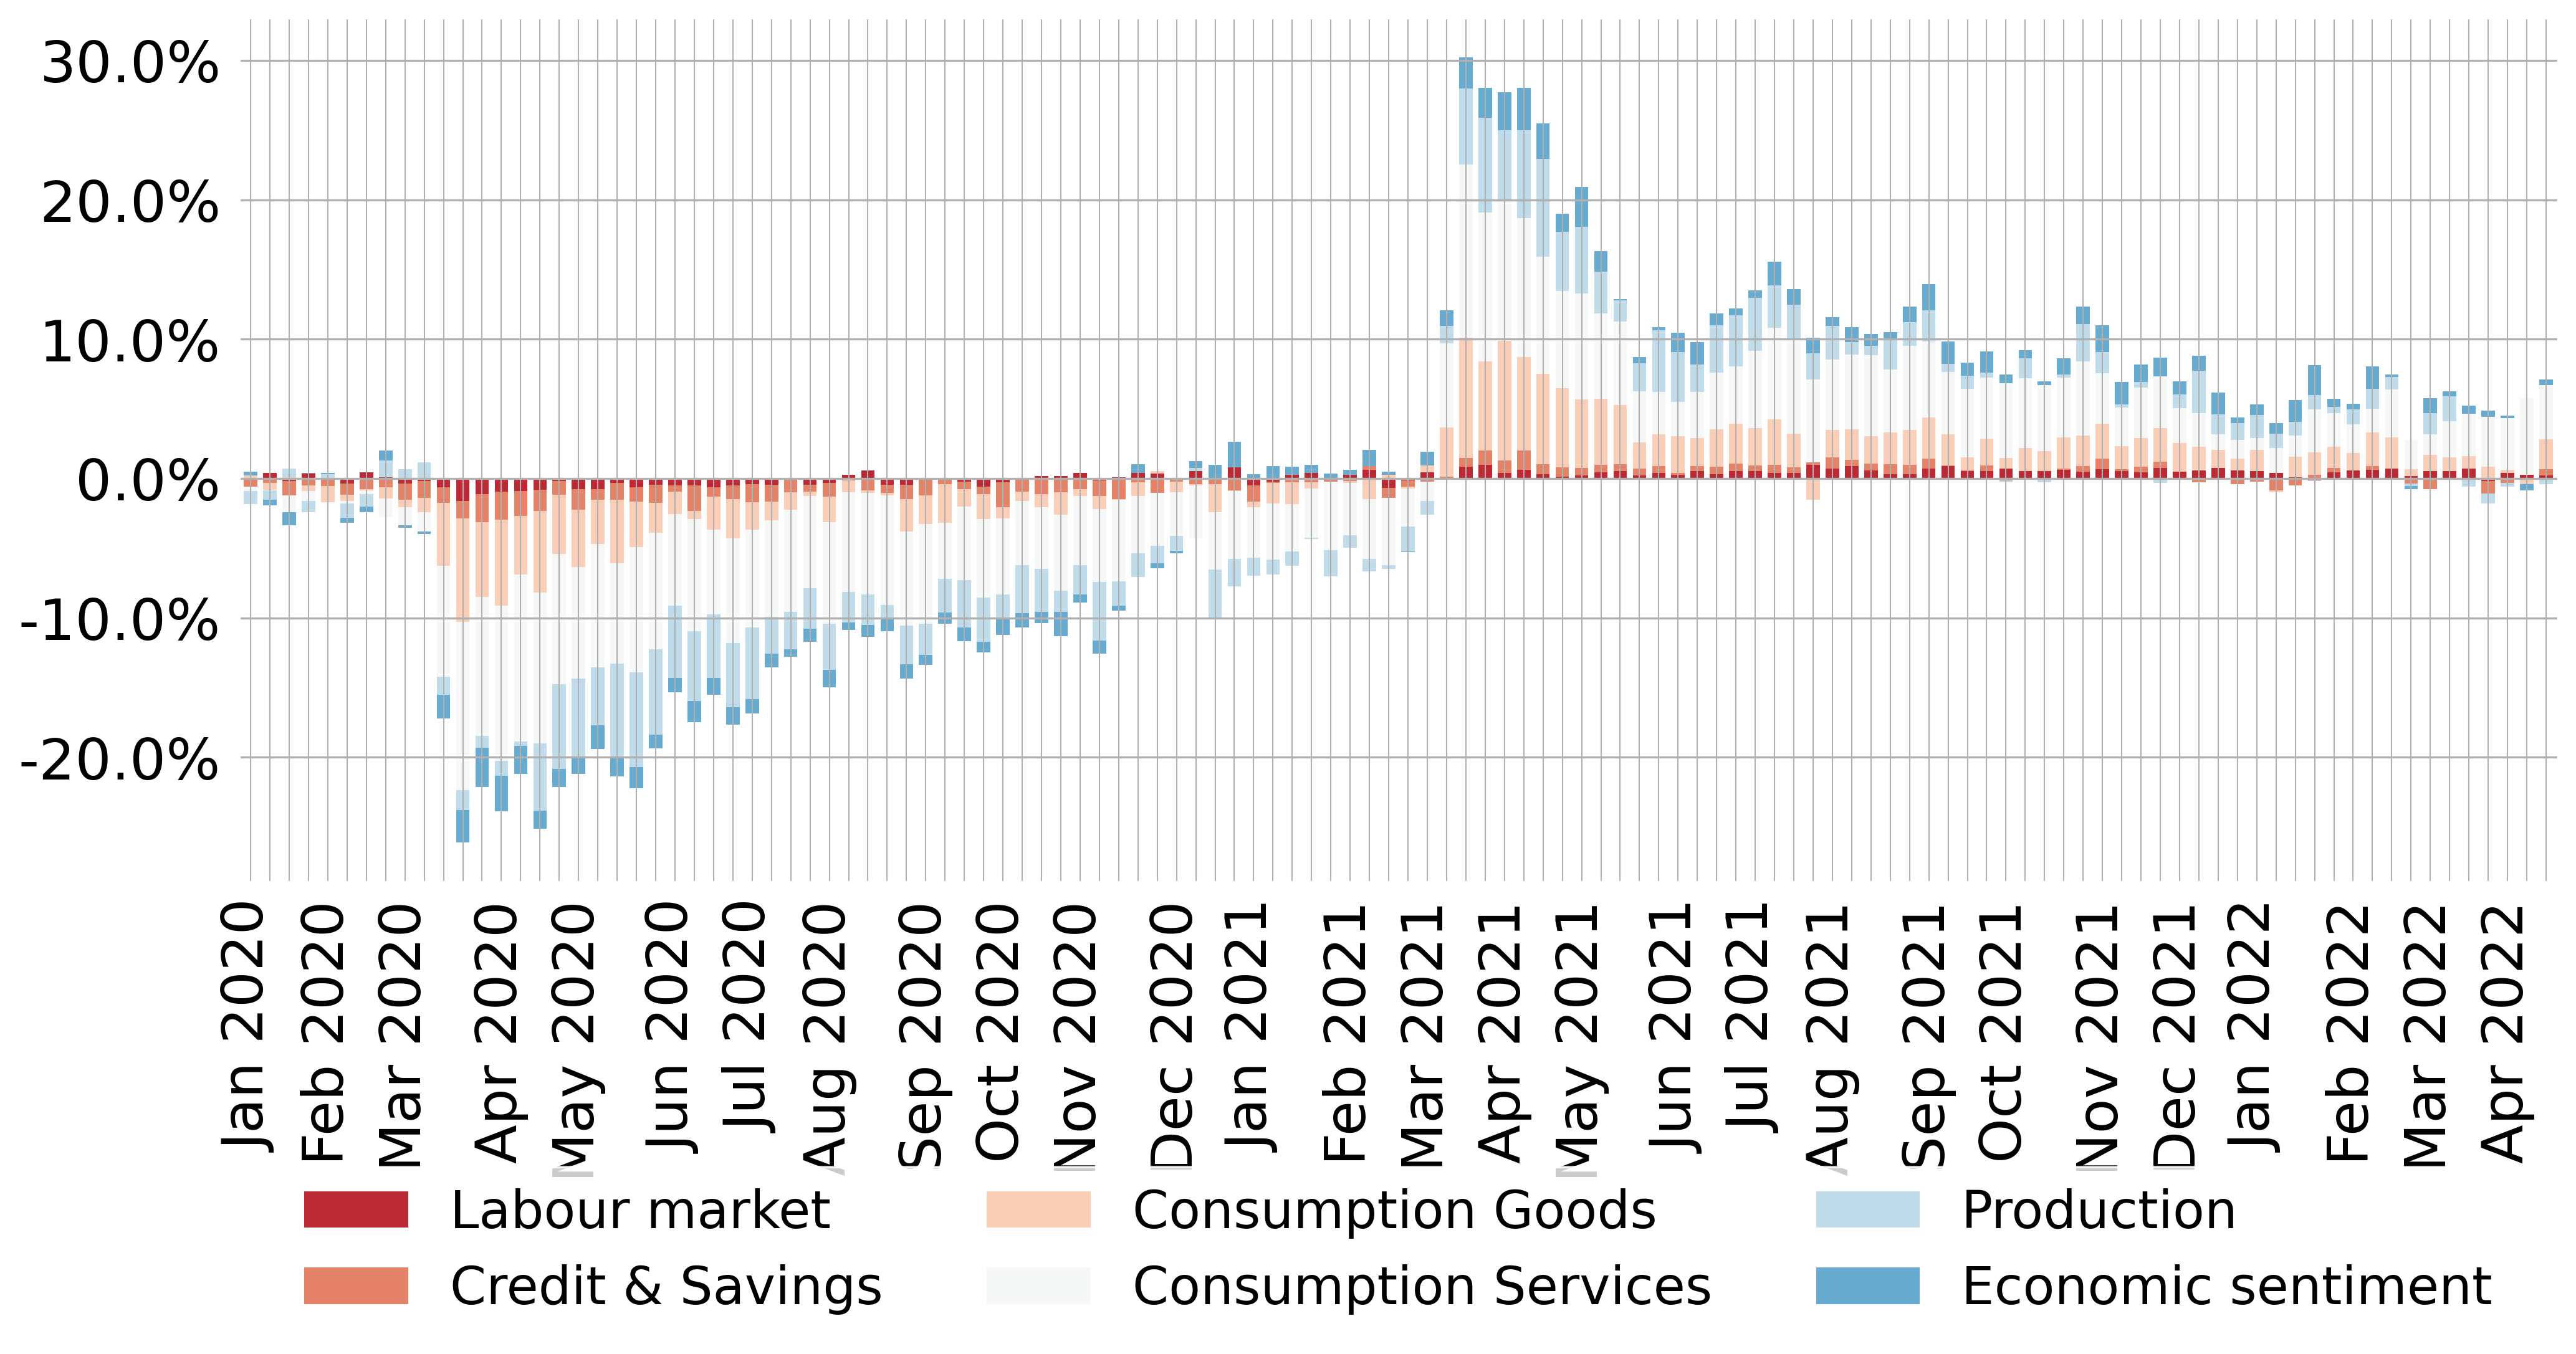 30.0%
20.0%
10.0%
0.0%
-10.0%
-20.0%
Jan 2020
Feb 2020
Mar 2020
Apr 2020
May 2020
Jun 2020
Jul 2020
Aug 2020
Sep 2020
Oct 2020
Nov 2020
Dec 2020
Jan 2021
Feb 2021
Mar 2021
Apr 2021
May 2021
Jun 2021
Jul 2021
Aug 2021
Sep 2021
Oct 2021
Nov 2021
Dec 2021
Jan 2022
Feb 2022
Mar 2022
Apr 2022
Labour market
Credit & Savings
Consumption Goods
Consumption Services
Production
Economic sentiment